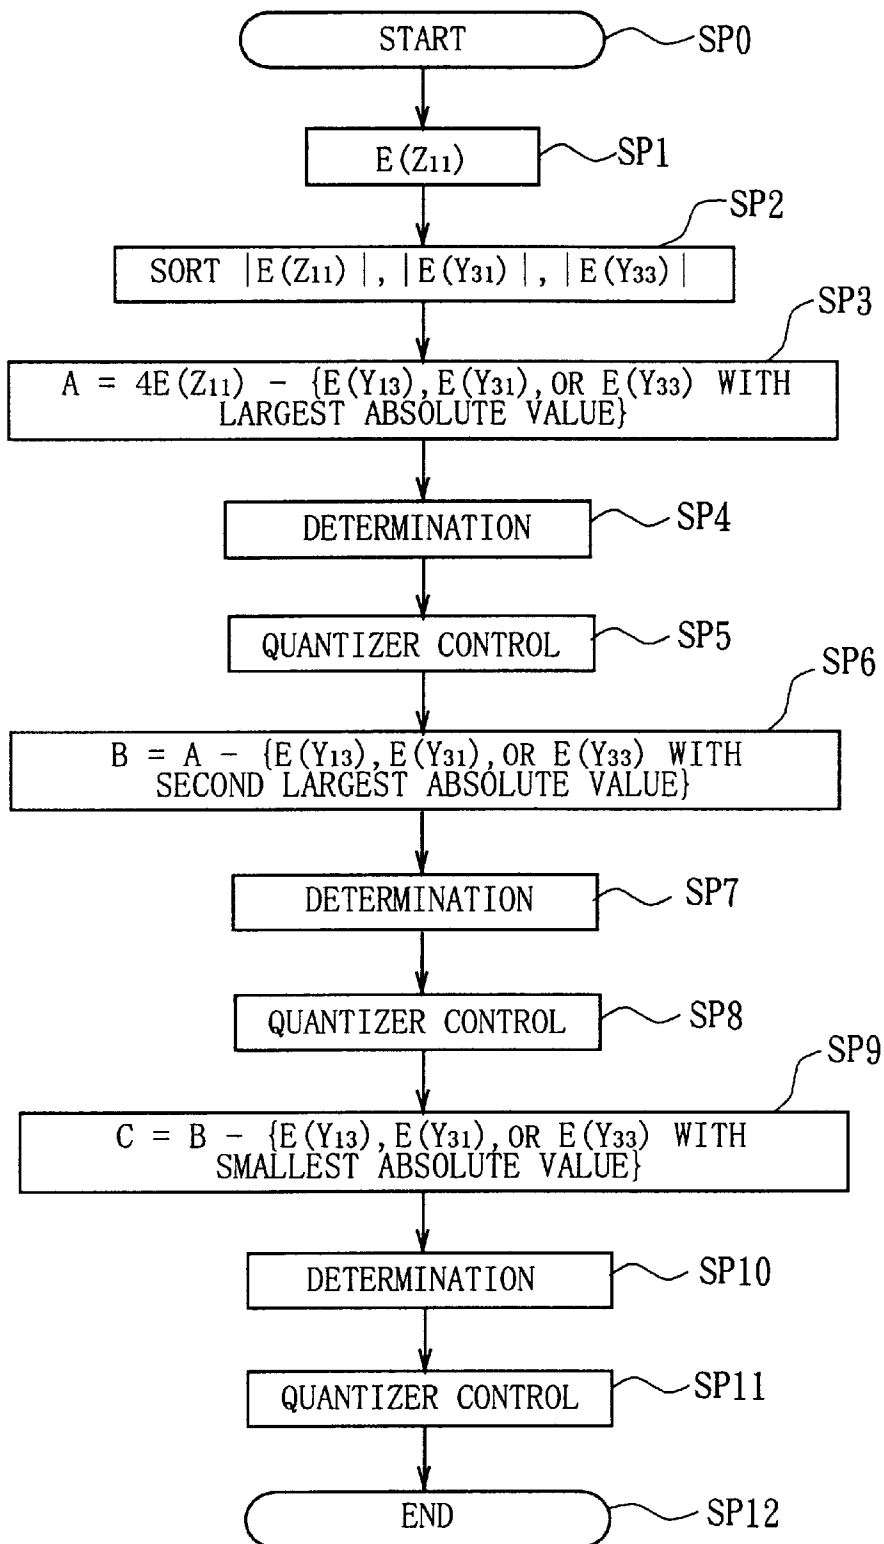 START
SP0
E(Z11)
SP1
SP2
SORT |E(Z11)|, |E(Y31)|, |E(Y33)|
SP3
A = 4E(Z11) - {E(Y13), E(Y31), OR E(Y33) WITH
LARGEST ABSOLUTE VALUE}
DETERMINATION
SP4
QUANTIZER CONTROL
SP5
SP6
B = A - {E(Y13), E(Y31), OR E(Y33) WITH
SECOND LARGEST ABSOLUTE VALUE}
DETERMINATION
SP7
QUANTIZER CONTROL
SP8
SP9
C = B - {E(Y13), E(Y31), OR E(Y33) WITH
SMALLEST ABSOLUTE VALUE}
DETERMINATION
SP10
QUANTIZER CONTROL
SP11
END
SP12